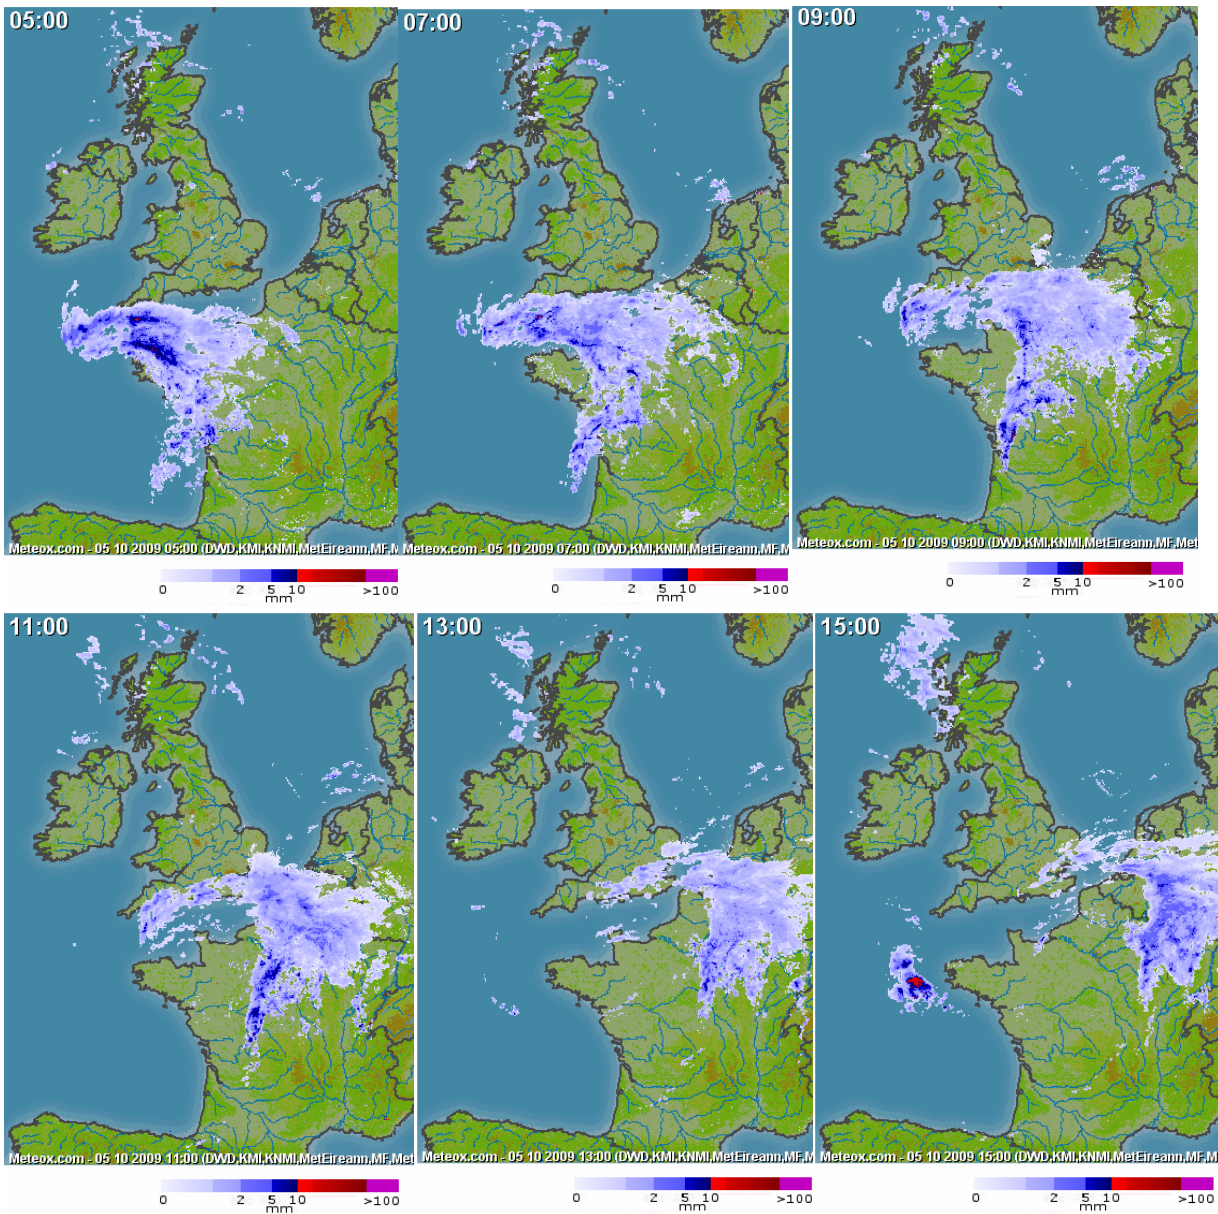 05:00
07:00
09:00
Meteox.com - 05 10 2009 05:00 (DWD,KMI,KNMI,MetEireann,MF,M
Meteox.com - 05 10 2009 07:00 (DWD,KMI,KNMI,MetEireann,MF,M
Meteox.com - 05 10 2009 09:00 (DWD,KMI,KNMI,MetEireann,MF,Met
0 2 5 10 >100
mm
0 2 5 10 >100
mm
0 2 5 10 >100
mm
11:00
13:00
15:00
Meteox.com - 05 10 2009 11:00 (DWD,KMI,KNMI,MetEireann,MF,Met
Meteox.com - 05 10 2009 13:00 (DWD,KMI,KNMI,MetEireann,MF,M
Meteox.com - 05 10 2009 15:00 (DWD,KMI,KNMI,MetEireann,MF,Met
0 2 5 10 >100
mm
0 2 5 10 >100
mm
0 2 5 10 >100
mm